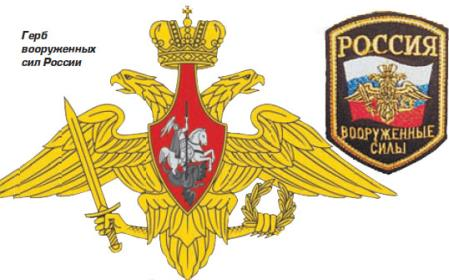 Герб
вооруженных
сил России
РОССИЯ
ВООРУЖЕННЫЕ
СИЛЫ